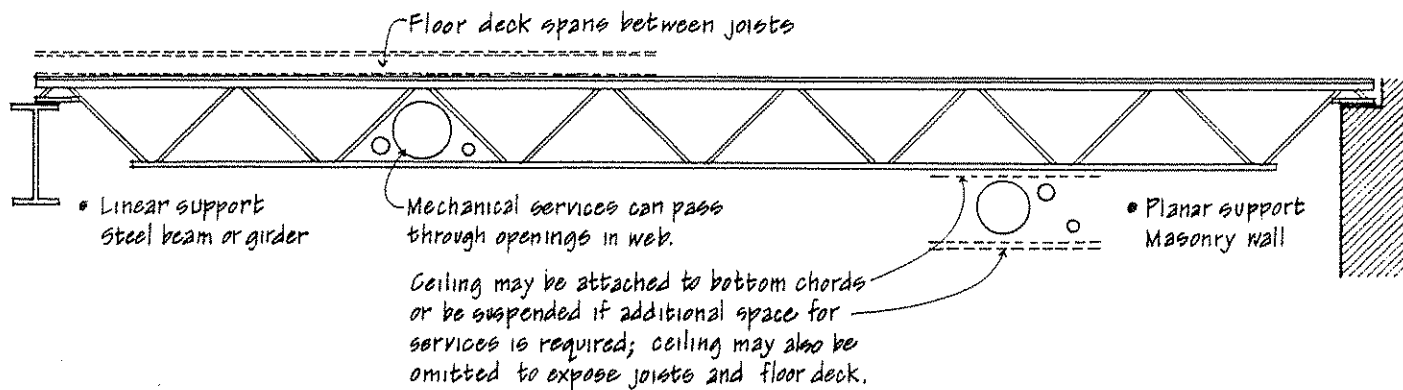 Floor deck spans between joists
• Linear support
Steel beam or girder
Mechanical services can pass
through openings in web.
• Planar support
Masonry wall
Ceiling may be attached to bottom chords
or be suspended if additional space for
services is required; ceiling may also be
omitted to expose joists and floor deck.